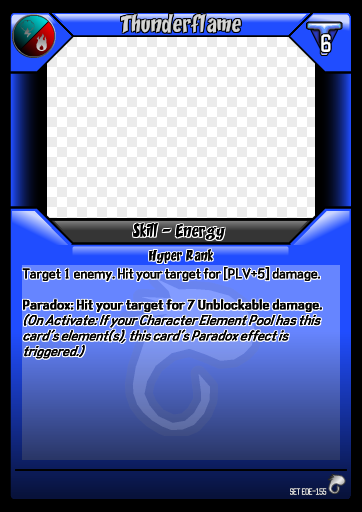 Thunderflame
6
Skill - Energy
Hyper Rank
Target 1 enemy. Hit your target for [PLV+5] damage.
Paradox: Hit your target for 7 Unblockable damage.
(On Activate: If your Character Element Pool has this
card's element(s), this card's Paradox effect is
triggered.)
SET EOE-155